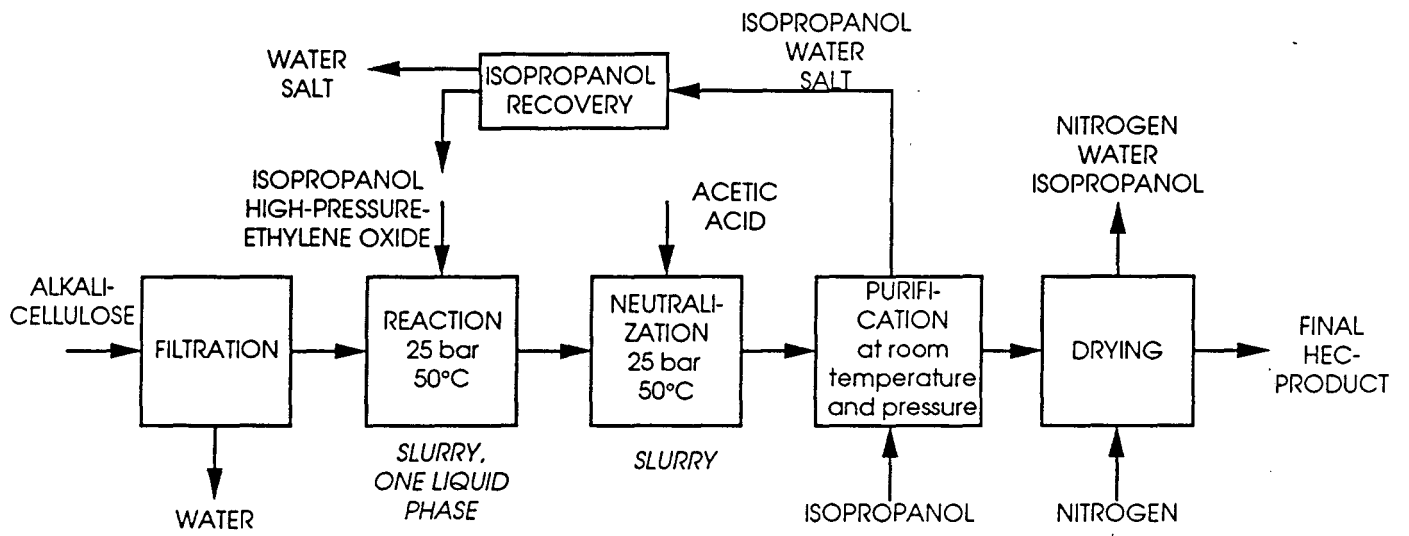 ISOPROPANOL
WATER
SALT
WATER
SALT
ISOPROPANOL
RECOVERY
NITROGEN
WATER
ISOPROPANOL
ISOPROPANOL
HIGH-PRESSURE-
ETHYLENE OXIDE
ACETIC
ACID
ALKALI-
CELLULOSE
FILTRATION
REACTION
25 bar
50°C
NEUTRALI-
ZATION
25 bar
50°C
PURIFI-
CATION
at room
temperature
and pressure
DRYING
FINAL
HEC-
PRODUCT
SLURRY,
ONE LIQUID
PHASE
SLURRY
WATER
ISOPROPANOL
NITROGEN